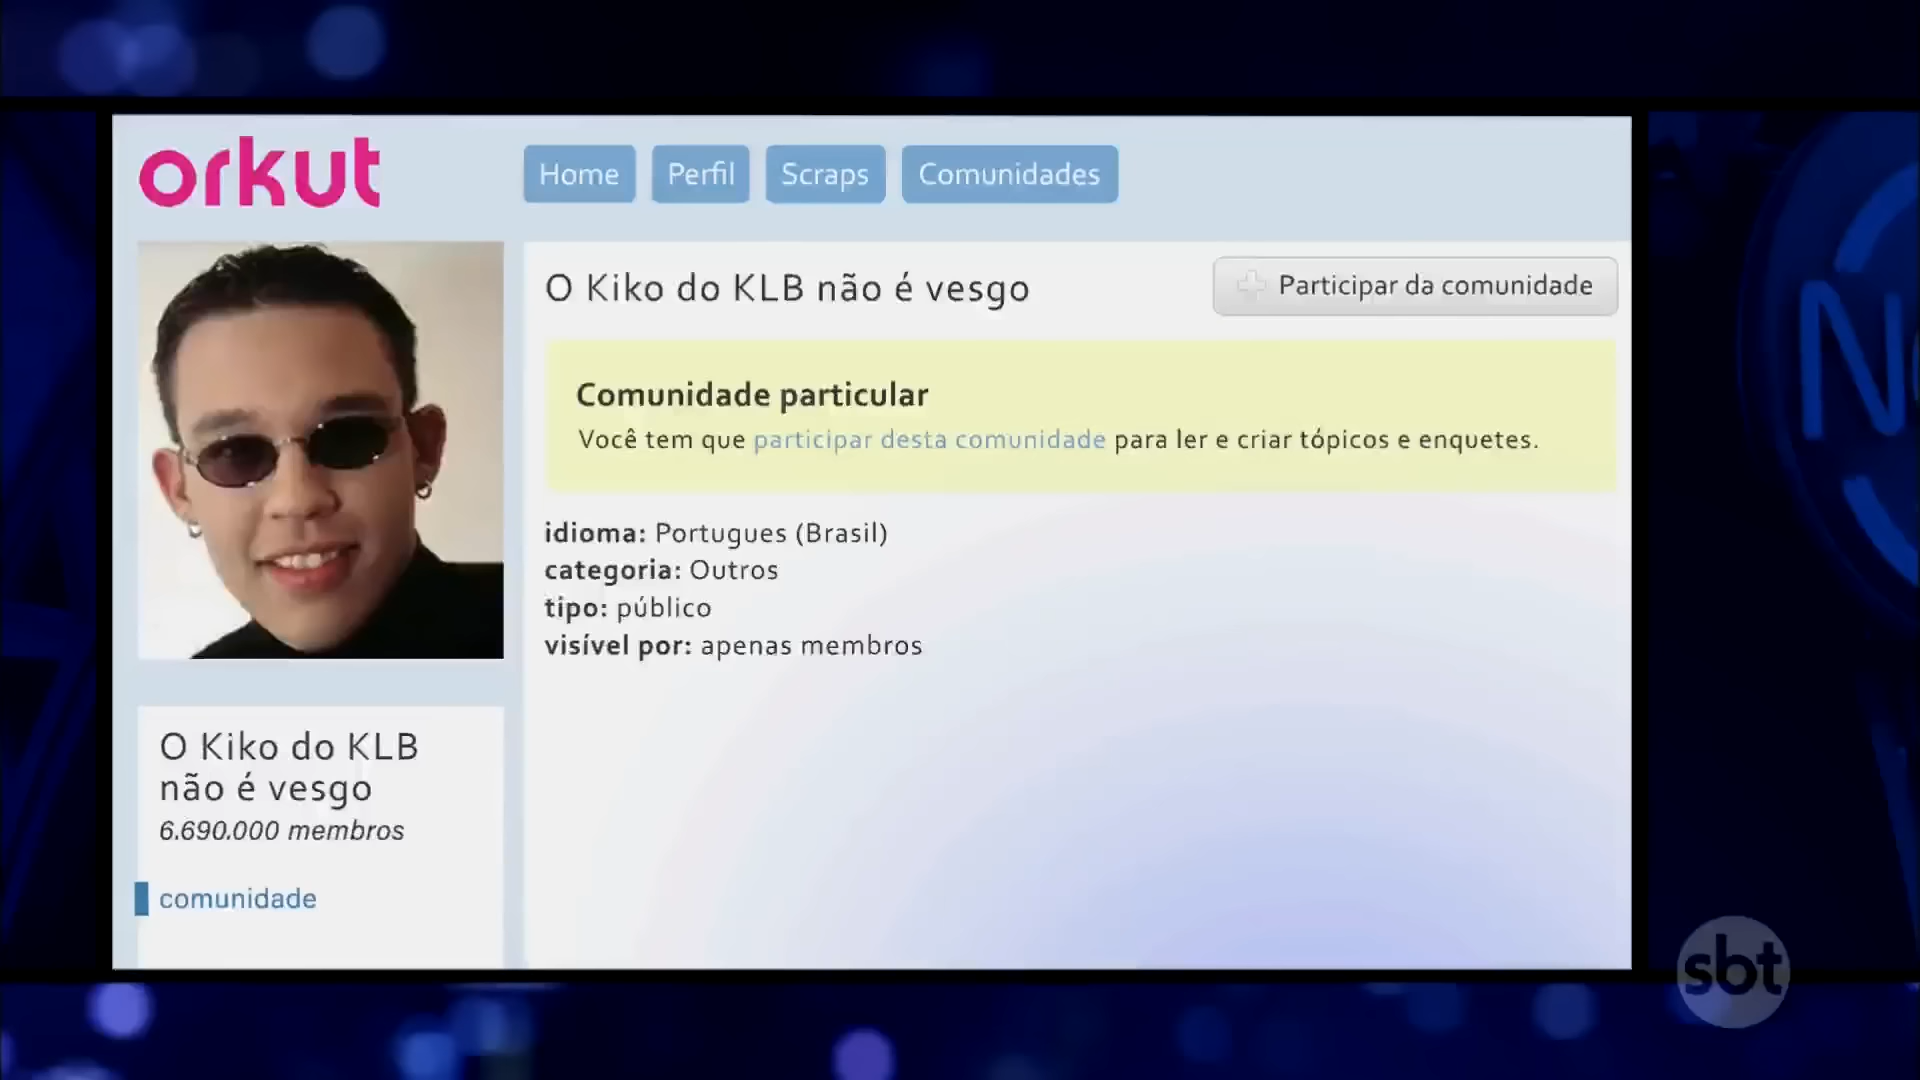 orkut
Home
Perfil
Scraps
Comunidades
O Kiko do KLB não é vesgo
Participar da comunidade
Comunidade particular
Você tem que participar desta comunidade para ler e criar tópicos e enquetes.
idioma: Portugues (Brasil)
categoria: Outros
tipo: público
visível por: apenas membros
O Kiko do KLB
não é vesgo
6.690.000 membros
comunidade
sbt